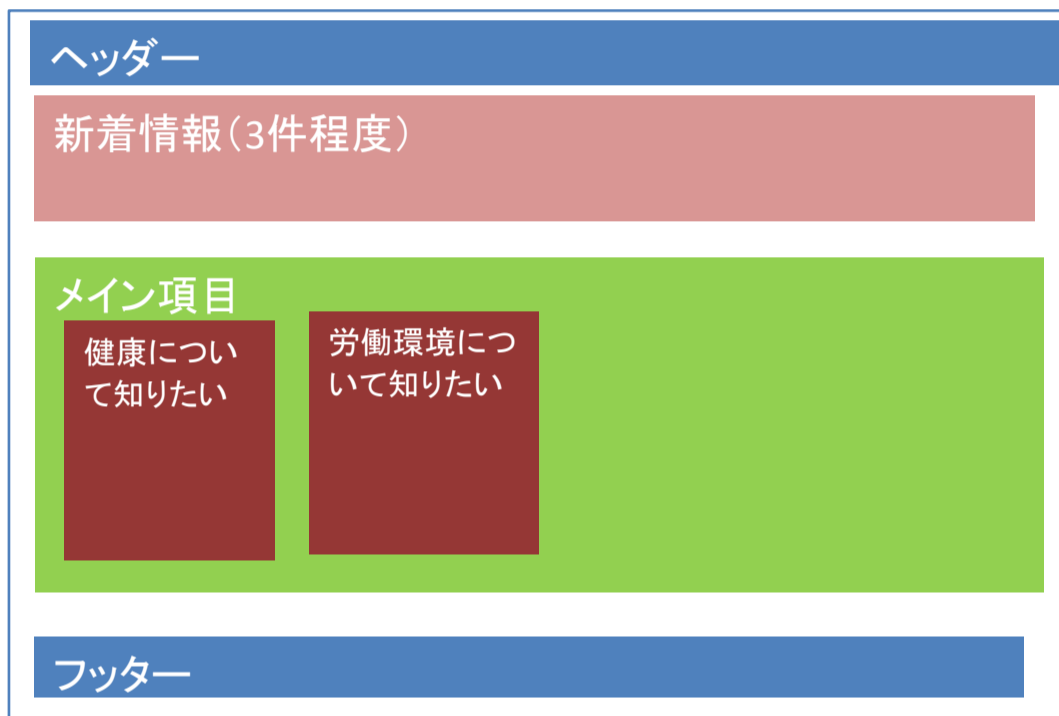 ヘッダー
新着情報（3件程度）
メイン項目
健康につい
て知りたい
労働環境につ
いて知りたい
フッター